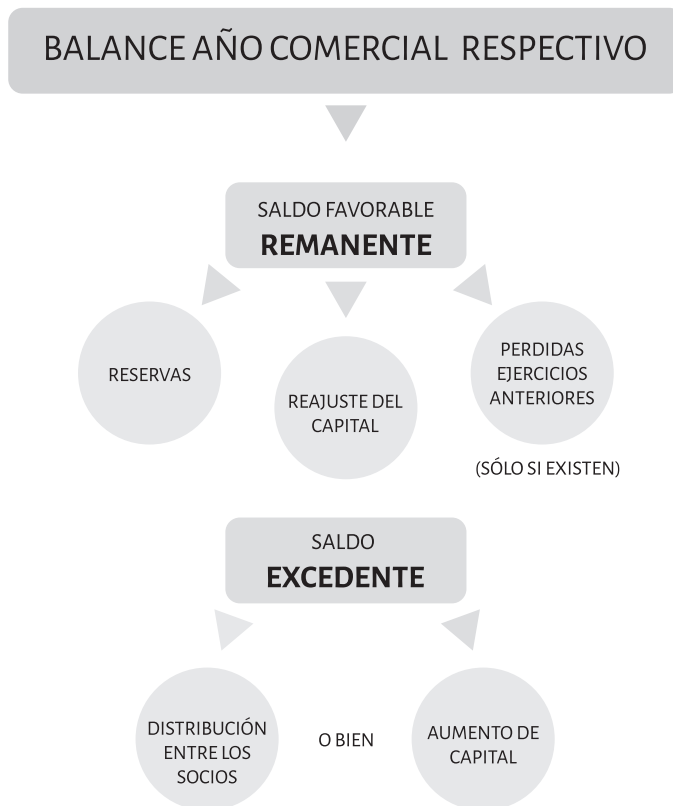 BALANCE AÑO COMERCIAL RESPECTIVO
SALDO FAVORABLE
REMANENTE
RESERVAS
REAJUSTE DEL
CAPITAL
PERDIDAS
EJERCICIOS
ANTERIORES
(SÓLO SI EXISTEN)
SALDO
EXCEDENTE
DISTRIBUCIÓN
ENTRE LOS
SOCIOS
O BIEN
AUMENTO DE
CAPITAL